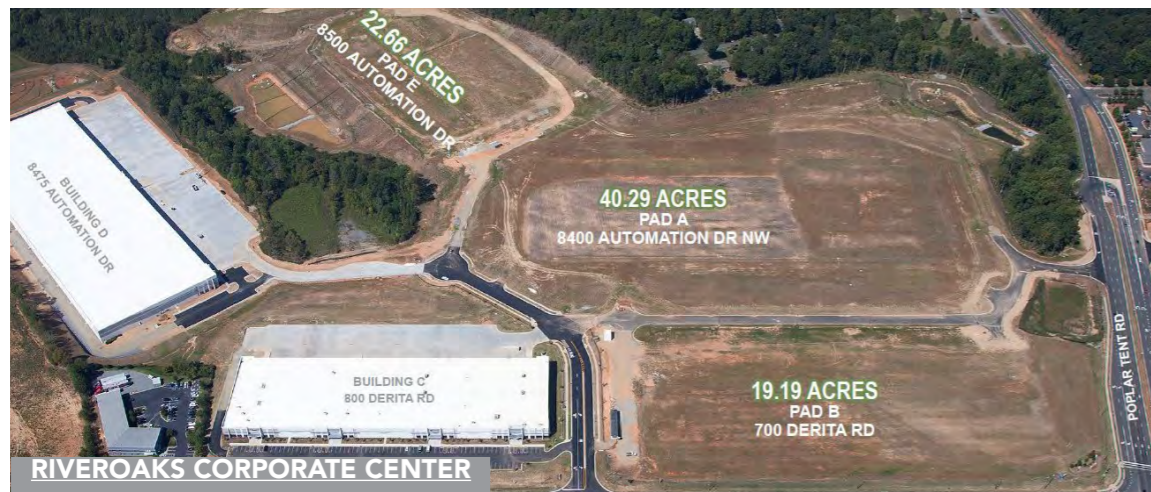 22.66 ACRES
PAD E
8500 AUTOMATION DR
BUILDING D
8475 AUTOMATION DR
40.29 ACRES
PAD A
8400 AUTOMATION DR NW
POPLAR TENT RD
BUILDING C
800 DERITA RD
19.19 ACRES
PAD B
700 DERITA RD
RIVEROAKS CORPORATE CENTER